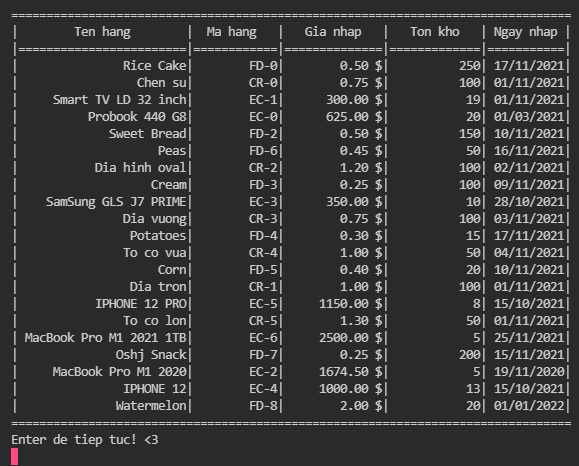 ================================================================================
|        Ten hang        |  Ma hang   |   Gia nhap   |   Ton kho   | Ngay nhap |
|========================|============|==============|=============|===========|
|               Rice Cake|        FD-0|        0.50 $|          250| 17/11/2021|
|                 Chen su|        CR-0|        0.75 $|          100| 01/11/2021|
|     Smart TV LD 32 inch|        EC-1|      300.00 $|           19| 01/11/2021|
|          Probook 440 G8|        EC-0|      625.00 $|           20| 01/03/2021|
|             Sweet Bread|        FD-2|        0.50 $|          150| 10/11/2021|
|                    Peas|        FD-6|        0.45 $|           50| 16/11/2021|
|           Dia hinh oval|        CR-2|        1.20 $|          100| 02/11/2021|
|                   Cream|        FD-3|        0.25 $|          100| 09/11/2021|
|    SamSung GLS J7 PRIME|        EC-3|      350.00 $|           10| 28/10/2021|
|               Dia vuong|        CR-3|        0.75 $|          100| 03/11/2021|
|                Potatoes|        FD-4|        0.30 $|           15| 17/11/2021|
|               To co vua|        CR-4|        1.00 $|           50| 04/11/2021|
|                    Corn|        FD-5|        0.40 $|           20| 10/11/2021|
|                Dia tron|        CR-1|        1.00 $|          100| 01/11/2021|
|           IPHONE 12 PRO|        EC-5|     1150.00 $|            8| 15/10/2021|
|               To co lon|        CR-5|        1.30 $|           50| 01/11/2021|
| MacBook Pro M1 2021 1TB|        EC-6|     2500.00 $|            5| 25/11/2021|
|              Oshj Snack|        FD-7|        0.25 $|          200| 15/11/2021|
|     MacBook Pro M1 2020|        EC-2|     1674.50 $|            5| 19/11/2020|
|               IPHONE 12|        EC-4|     1000.00 $|           13| 15/10/2021|
|              Watermelon|        FD-8|        2.00 $|           20| 01/01/2022|
================================================================================
Enter de tiep tuc! <3